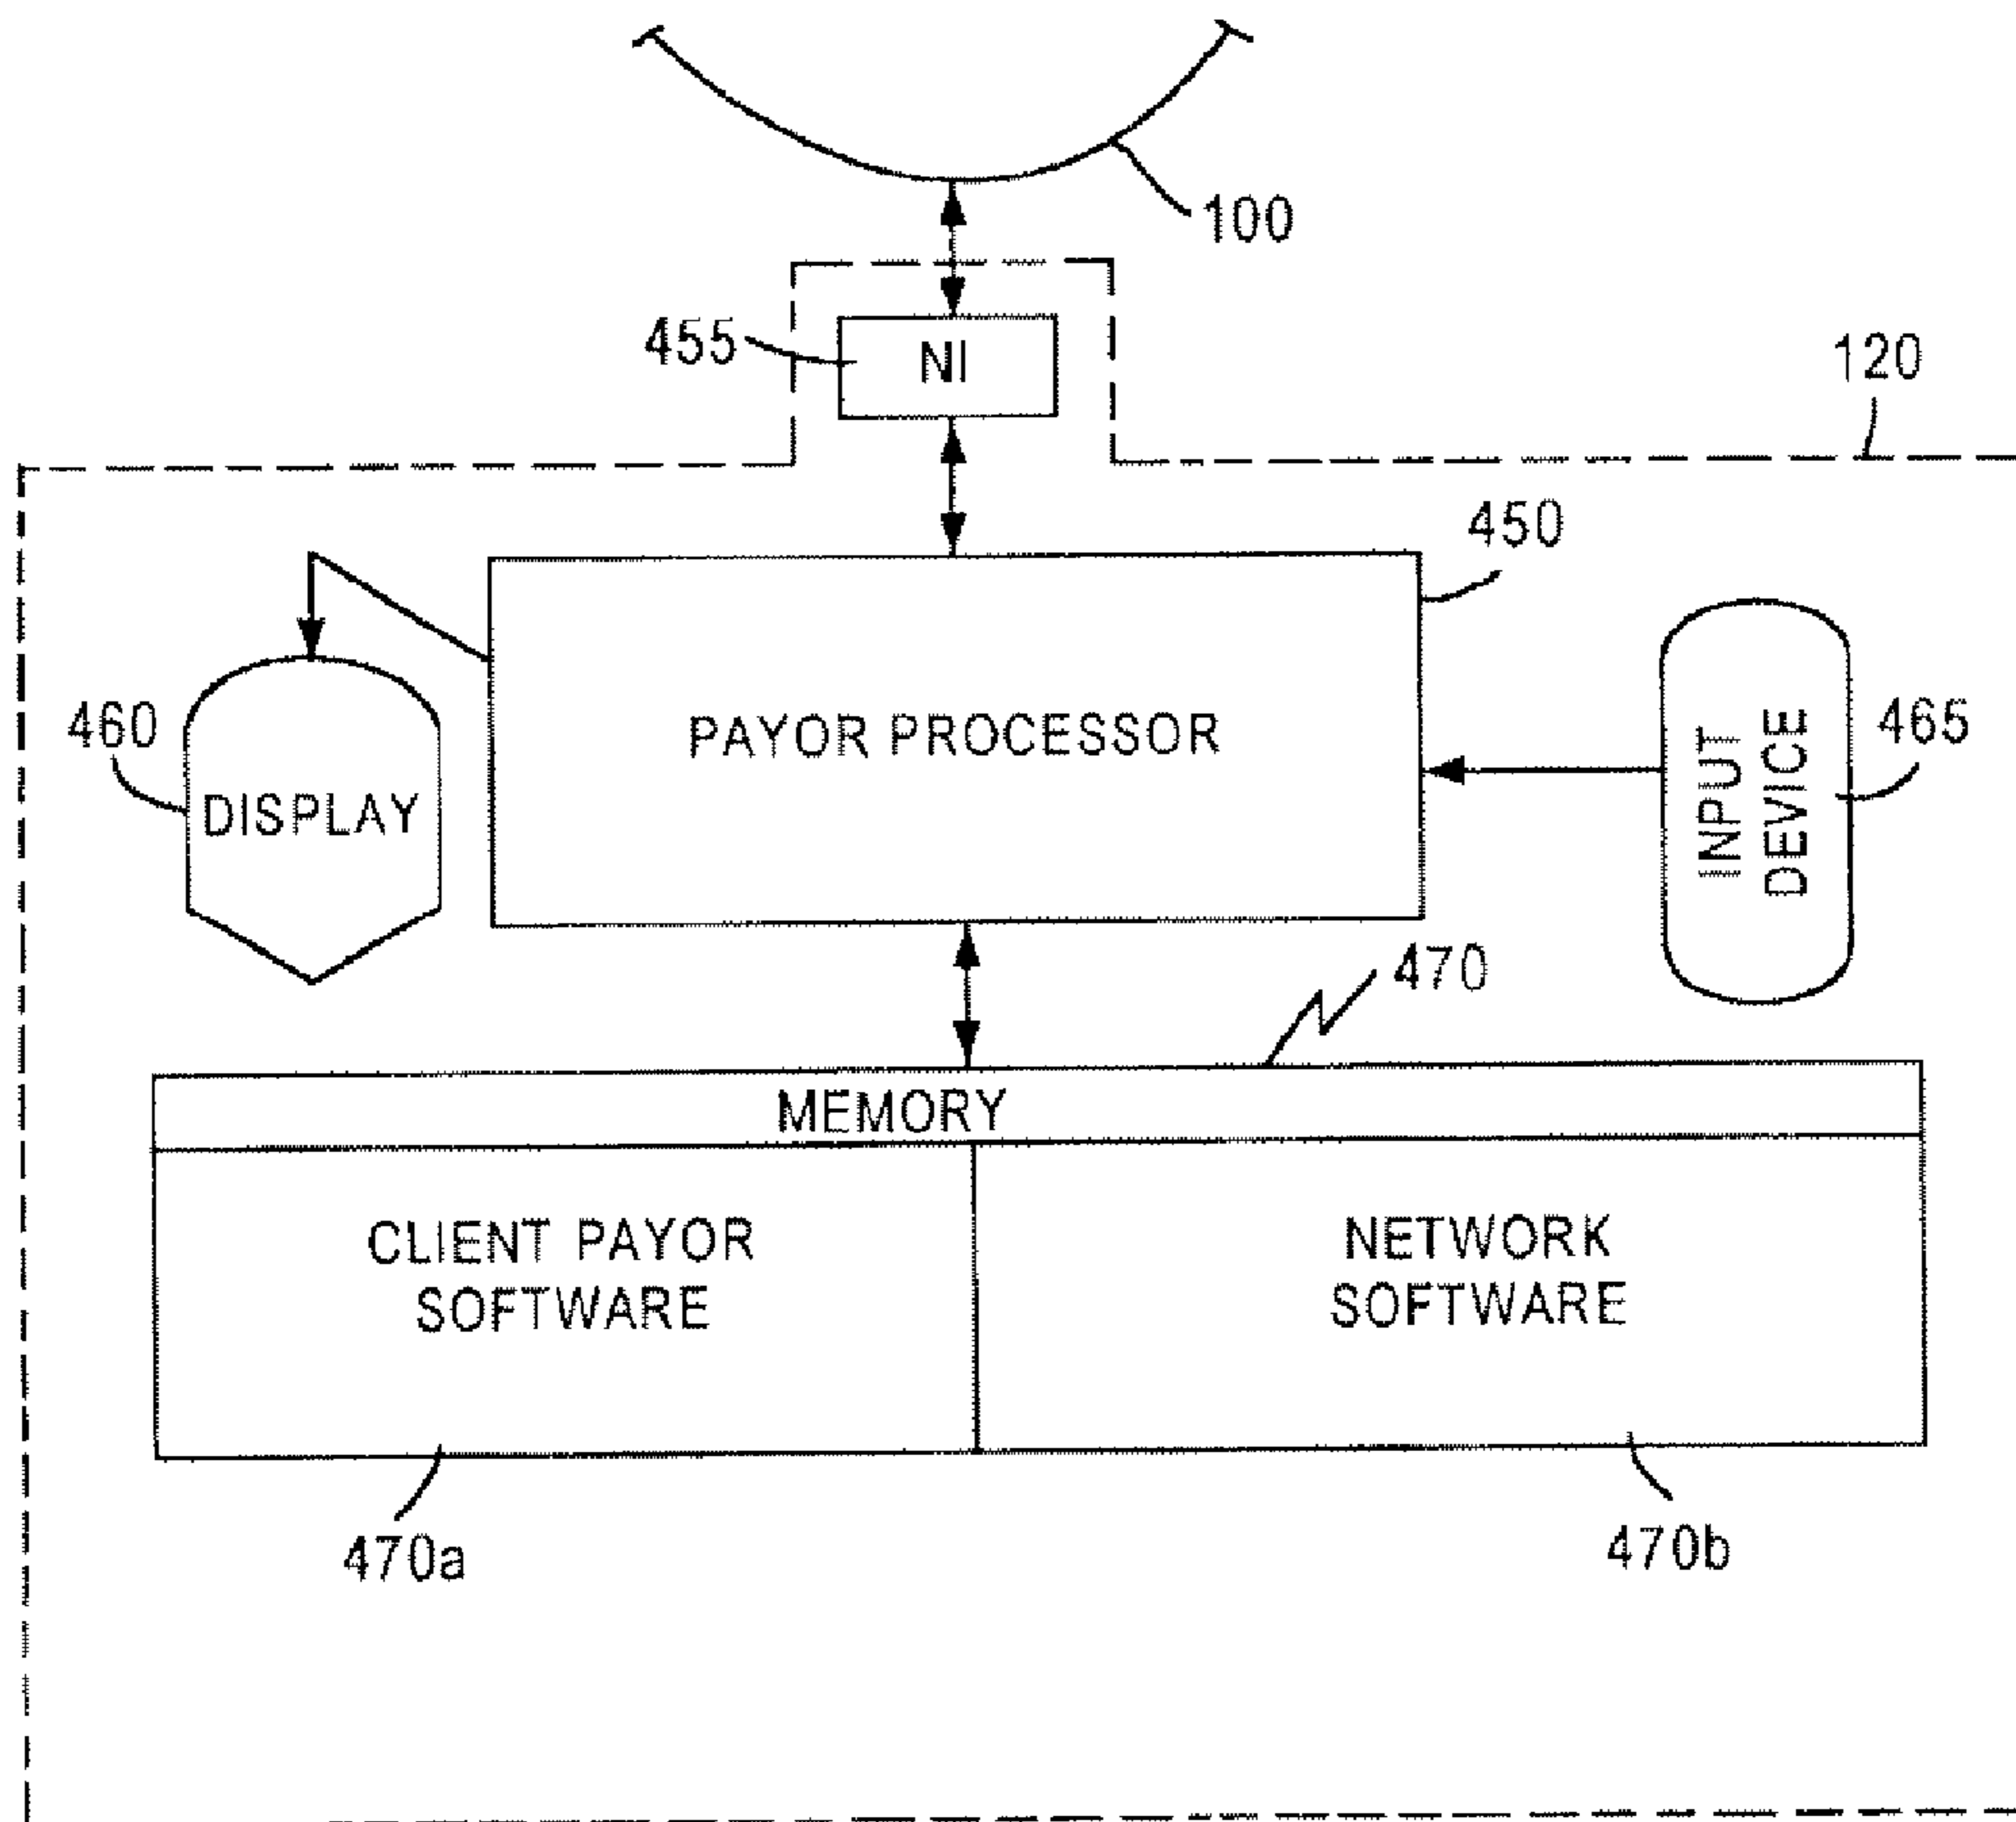 100
455
NI
120
450
460
DISPLAY
PAYOR PROCESSOR
INPUT
DEVICE
465
470
MEMORY
CLIENT PAYOR
SOFTWARE
NETWORK
SOFTWARE
470a
470b